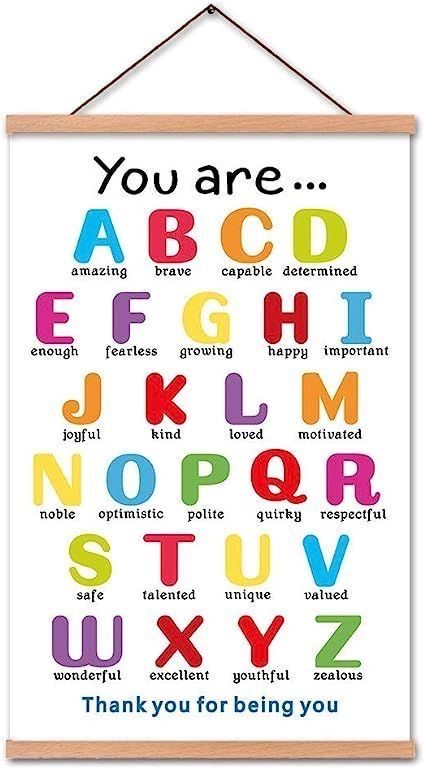 You are...
A B C D
amazing brave capable determined
E F G H I
enough fearless growing happy important
J K L M
joyful kind loved motivated
N O P Q R
noble optimistic polite quirky respectful
S T U V
safe talented unique valued
W X Y Z
wonderful excellent youthful zealous
Thank you for being you